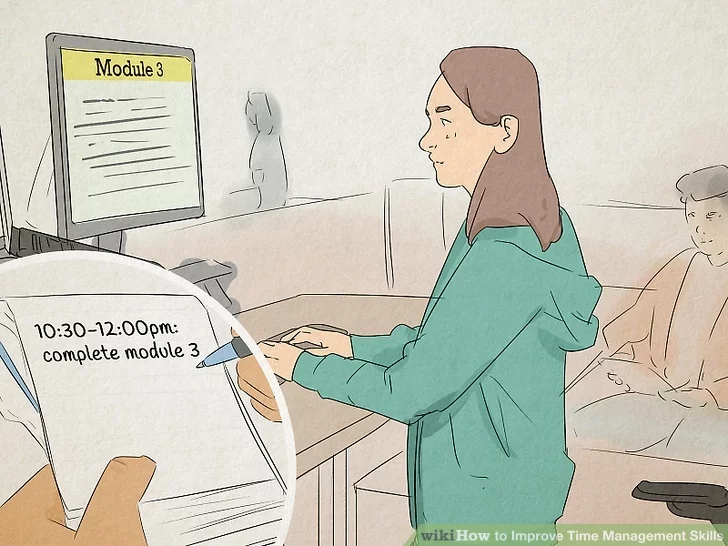 Module 3
10:30-12:00pm:
complete module 3
wikiHow to Improve Time Management Skills